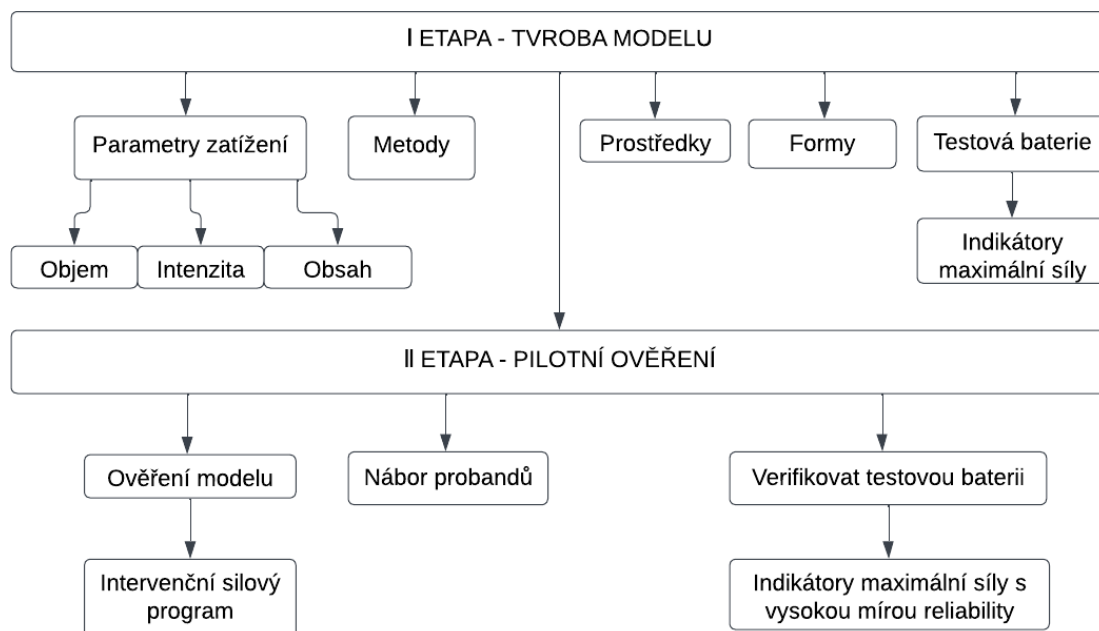 I ETAPA - TVROBA MODELU
Parametry zatížení
Metody
Prostředky
Formy
Testová baterie
Objem
Intenzita
Obsah
Indikátory
maximální síly
II ETAPA - PILOTNÍ OVĚŘENÍ
Ověření modelu
Nábor probandů
Verifikovat testovou baterii
Intervenční silový
program
Indikátory maximální síly s
vysokou mírou reliability